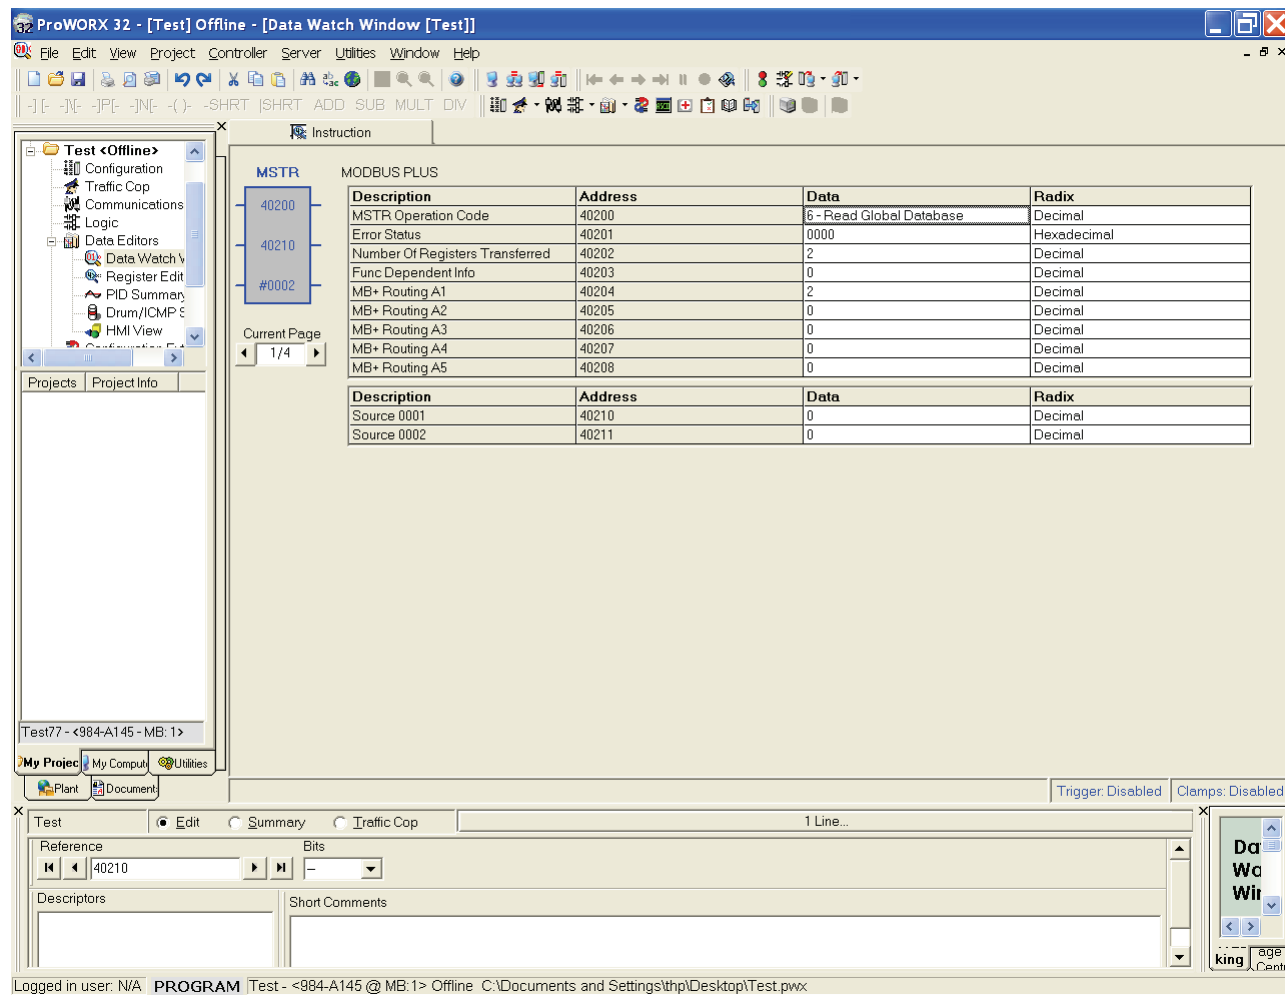 ProWORX 32 - [Test] Offline - [Data Watch Window [Test]]
File Edit View Project Controller Server Utilities Window Help
-] [- -]\[- -]P[- -]N[- -( )- -SHRT |SHRT ADD SUB MULT DIV
Instruction
Test <Offline>
Configuration
Traffic Cop
Communications
Logic
Data Editors
Data Watch
Register Edit
PID Summary
Drum/ICMP S
HMI View
Projects Project Info
Test77 - <984-A145 - MB: 1>
My Projec My Comput Utilities
Plant Document
MSTR MODBUS PLUS
40200
40210
#0002
Current Page
1/4
Description Address Data Radix
MSTR Operation Code 40200 6 - Read Global Database Decimal
Error Status 40201 0000 Hexadecimal
Number Of Registers Transferred 40202 2 Decimal
Func Dependent Info 40203 0 Decimal
MB+ Routing A1 40204 2 Decimal
MB+ Routing A2 40205 0 Decimal
MB+ Routing A3 40206 0 Decimal
MB+ Routing A4 40207 0 Decimal
MB+ Routing A5 40208 0 Decimal
Description Address Data Radix
Source 0001 40210 0 Decimal
Source 0002 40211 0 Decimal
Trigger: Disabled Clamps: Disabled
Test Edit Summary Traffic Cop 1 Line...
Reference Bits
40210 --
Descriptors Short Comments
Da
Wa
Wi
king age
Cent
Logged in user: N/A PROGRAM Test - <984-A145 @ MB:1> Offline C:\Documents and Settings\thp\Desktop\Test.pwx